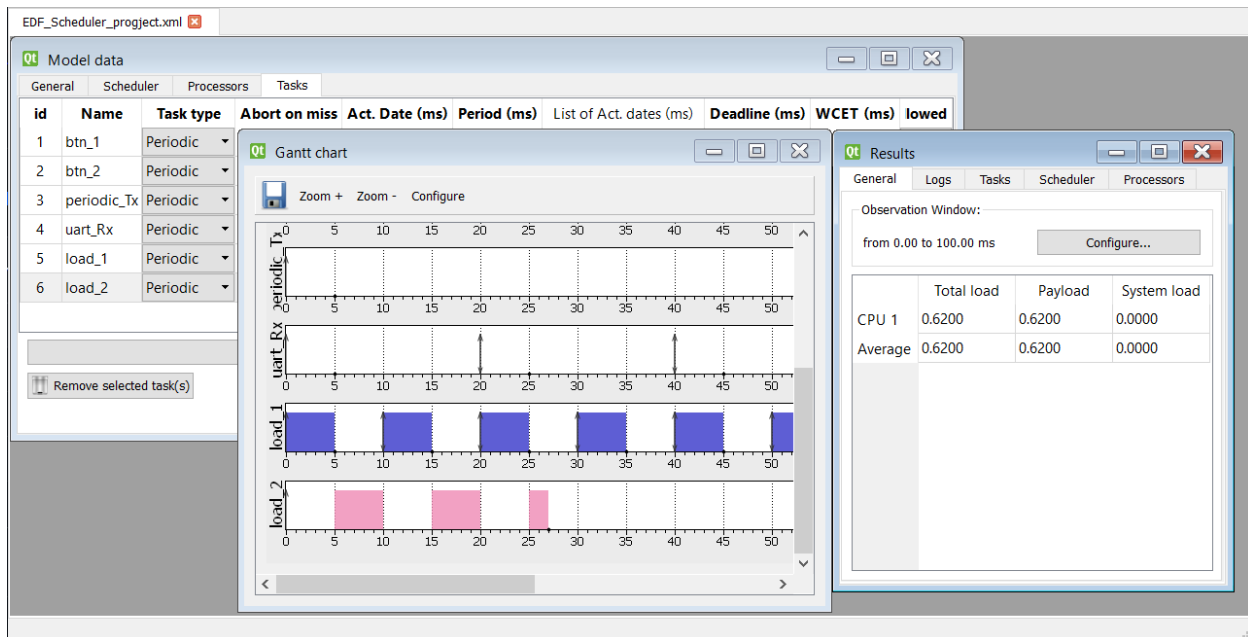 EDF_Scheduler_progject.xml
Model data
General Scheduler Processors Tasks
id Name Task type Abort on miss Act. Date (ms) Period (ms) List of Act. dates (ms) Deadline (ms) WCET (ms) lowed
1 btn_1 Periodic
2 btn_2 Periodic
3 periodic_Tx Periodic
4 uart_Rx Periodic
5 load_1 Periodic
6 load_2 Periodic
Remove selected task(s)
Gantt chart
Zoom + Zoom - Configure
0 5 10 15 20 25 30 35 40 45 50
periodic_Tx
0 5 10 15 20 25 30 35 40 45 50
uart_Rx
0 5 10 15 20 25 30 35 40 45 50
load_1
0 5 10 15 20 25 30 35 40 45 50
load_2
0 5 10 15 20 25 30 35 40 45 50
Results
General Logs Tasks Scheduler Processors
Observation Window:
from 0.00 to 100.00 ms Configure...
Total load Payload System load
CPU 1 0.6200 0.6200 0.0000
Average 0.6200 0.6200 0.0000